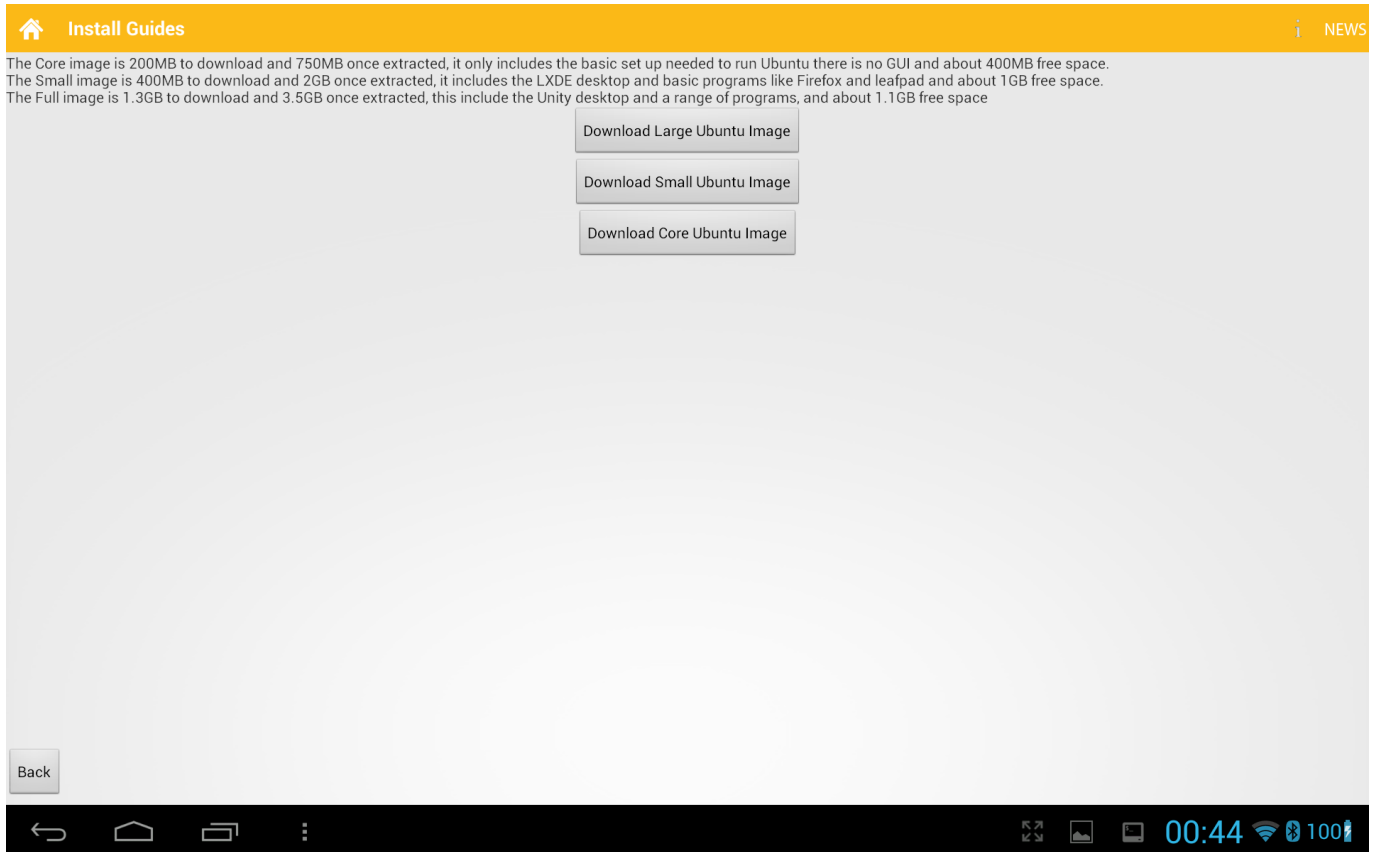 Install Guides
NEWS
The Core image is 200MB to download and 750MB once extracted, it only includes the basic set up needed to run Ubuntu there is no GUI and about 400MB free space.
The Small image is 400MB to download and 2GB once extracted, it includes the LXDE desktop and basic programs like Firefox and leafpad and about 1GB free space.
The Full image is 1.3GB to download and 3.5GB once extracted, this include the Unity desktop and a range of programs, and about 1.1GB free space
Download Large Ubuntu Image
Download Small Ubuntu Image
Download Core Ubuntu Image
Back
00:44
100